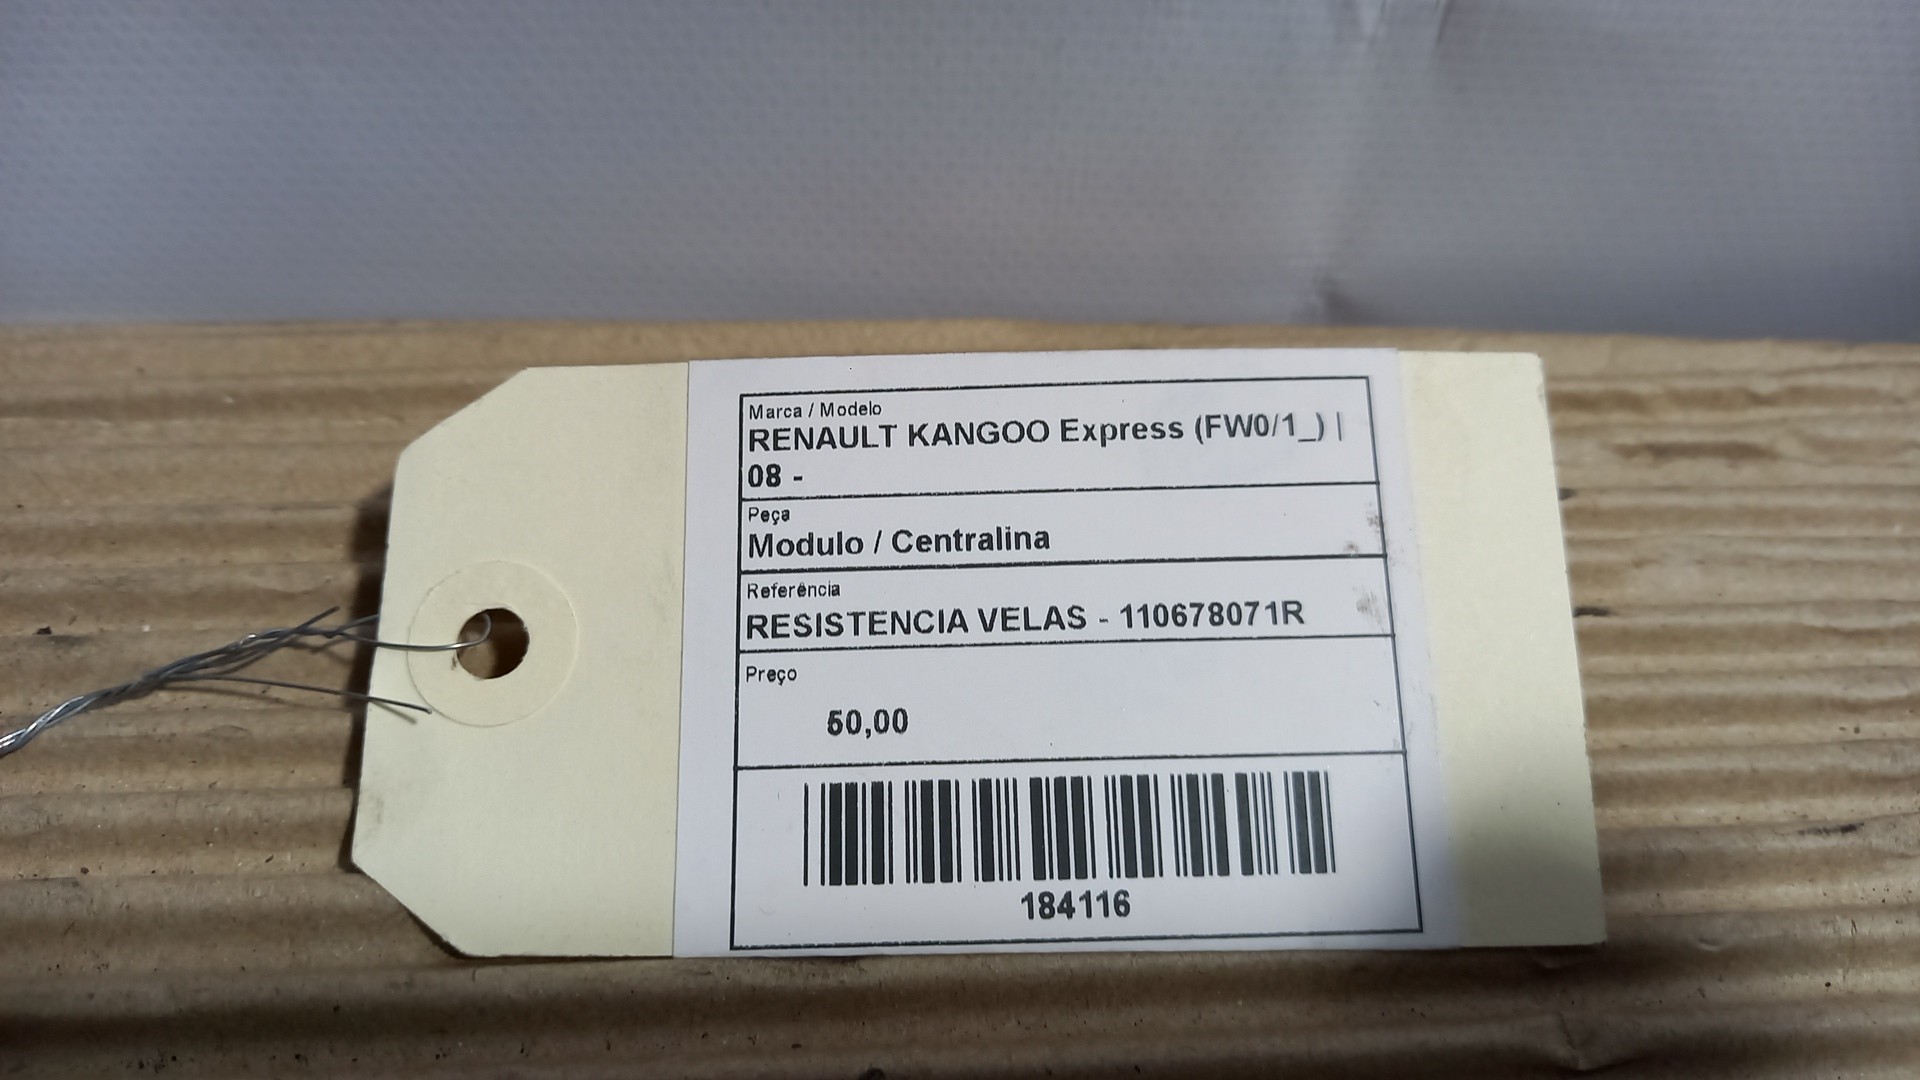 Marca / Modelo
RENAULT KANGOO Express (FW0/1_) |
08 -
Peça
Modulo / Centralina
Referência
RESISTENCIA VELAS - 110678071R
Preço
50,00
184116